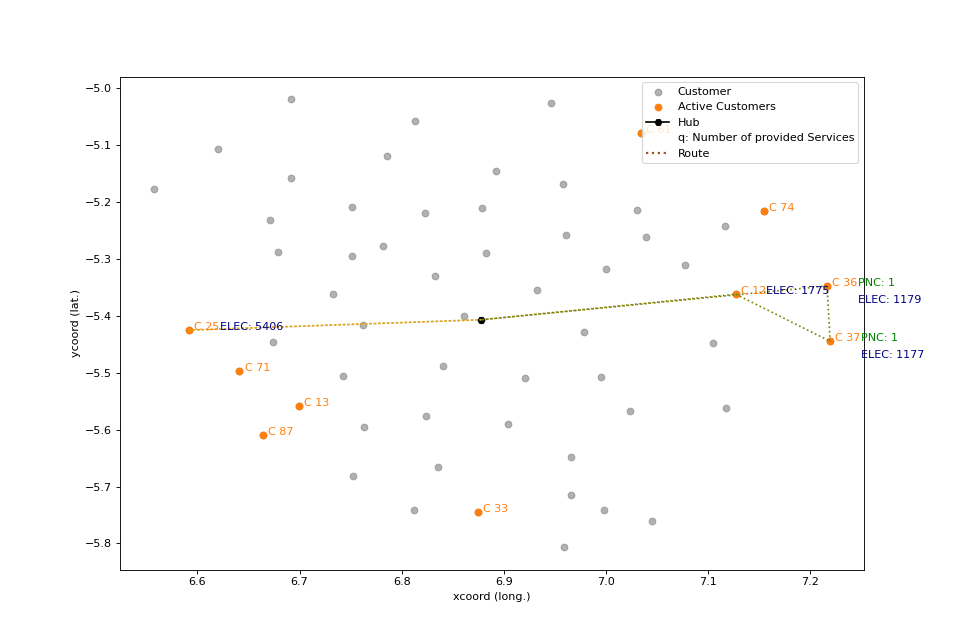 Customer
Active Customers
Hub
q: Number of provided Services
Route
C 81
C 74
C 36 PNC: 1
ELEC: 1179
C 12 ELEC: 1775
C 37 PNC: 1
ELEC: 1177
C 25 ELEC: 5406
C 71
C 13
C 87
C 33
ycoord (lat.)
−5.0
−5.1
−5.2
−5.3
−5.4
−5.5
−5.6
−5.7
−5.8
6.6 6.7 6.8 6.9 7.0 7.1 7.2
xcoord (long.)